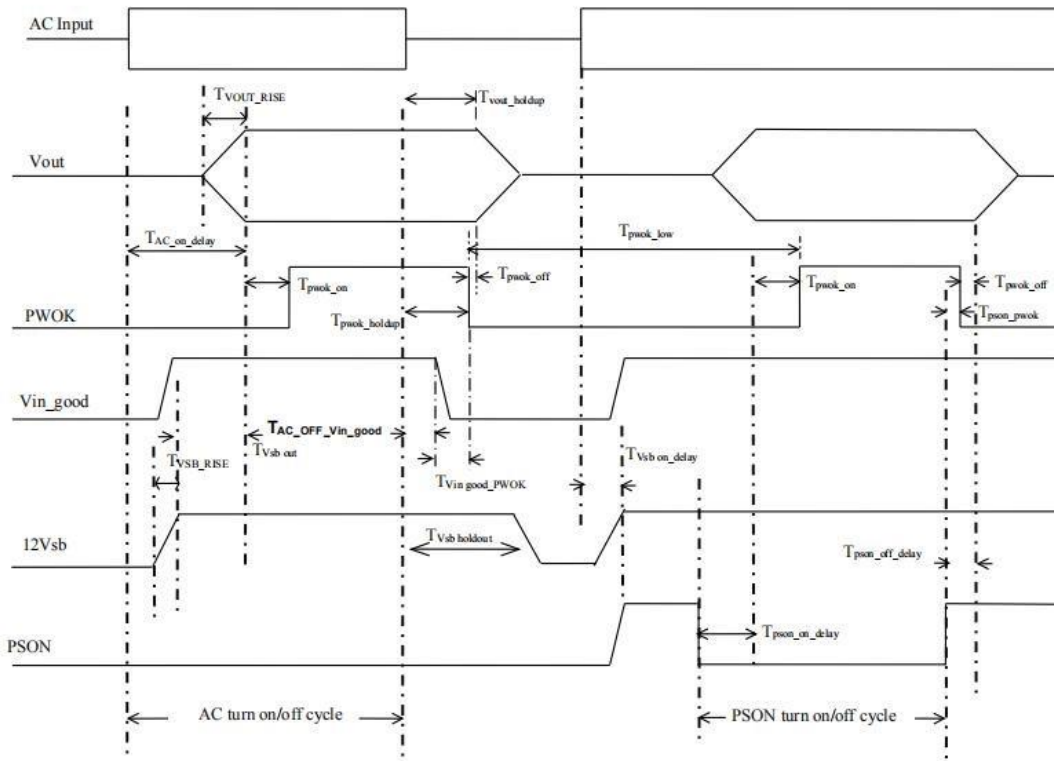 AC Input
T_VOUT_RISE
T_vout_holdup
Vout
T_AC_on_delay
T_pwok_low
T_pwok_on
T_pwok_off
T_pwok_on
T_pwok_off
PWOK
T_pwok_holdup
T_pson_pwok
Vin_good
T_AC_OFF_Vin_good
T_Vsb out
T_VSB_RISE
T_Vsb on_delay
T_Vin good_PWOK
12Vsb
T_Vsb holdout
T_pson_off_delay
PSON
T_pson_on_delay
AC turn on/off cycle
PSON turn on/off cycle